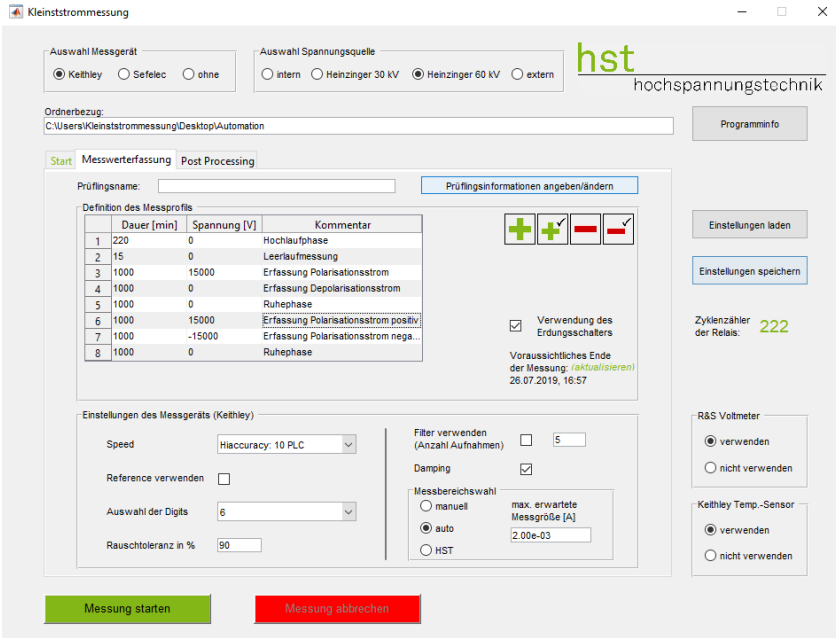 Kleinststrommessung
Auswahl Messgerät
Keithley Sefelec ohne
Auswahl Spannungsquelle
intern Heinzinger 30 kV Heinzinger 60 kV extern
hst
hochspannungstechnik
Ordnerbezug:
C:\Users\Kleinststrommessung\Desktop\Automation
Programminfo
Start Messwerterfassung Post Processing
Prüflingsname:
Prüflingsinformationen angeben/ändern
Definition des Messprofils
Dauer [min] Spannung [V] Kommentar
1 220 0 Hochlaufphase
2 15 0 Leerlaufmessung
3 1000 15000 Erfassung Polarisationsstrom
4 1000 0 Erfassung Depolarisationsstrom
5 1000 0 Ruhephase
6 1000 15000 Erfassung Polarisationsstrom positiv
7 1000 -15000 Erfassung Polarisationsstrom nega...
8 1000 0 Ruhephase
Verwendung des
Erdungsschalters
Voraussichtliches Ende
der Messung: (aktualisieren)
26.07.2019, 16:57
Einstellungen laden
Einstellungen speichern
Zyklenzähler
der Relais: 222
Einstellungen des Messgeräts (Keithley)
Speed Hiaccuracy: 10 PLC
Reference verwenden
Auswahl der Digits 6
Rauschtoleranz in % 90
Filter verwenden
(Anzahl Aufnahmen) 5
Damping
Messbereichswahl
manuell
auto
HST
max. erwartete
Messgröße [A]
2.00e-03
R&S Voltmeter
verwenden
nicht verwenden
Keithley Temp.-Sensor
verwenden
nicht verwenden
Messung starten
Messung abbrechen